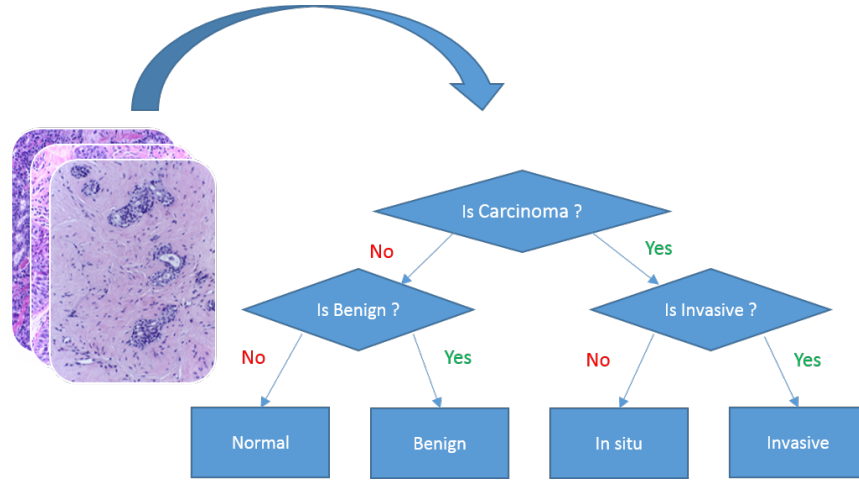 Is Carcinoma ?
No
Yes
Is Benign ?
Is Invasive ?
No
Yes
No
Yes
Normal
Benign
In situ
Invasive